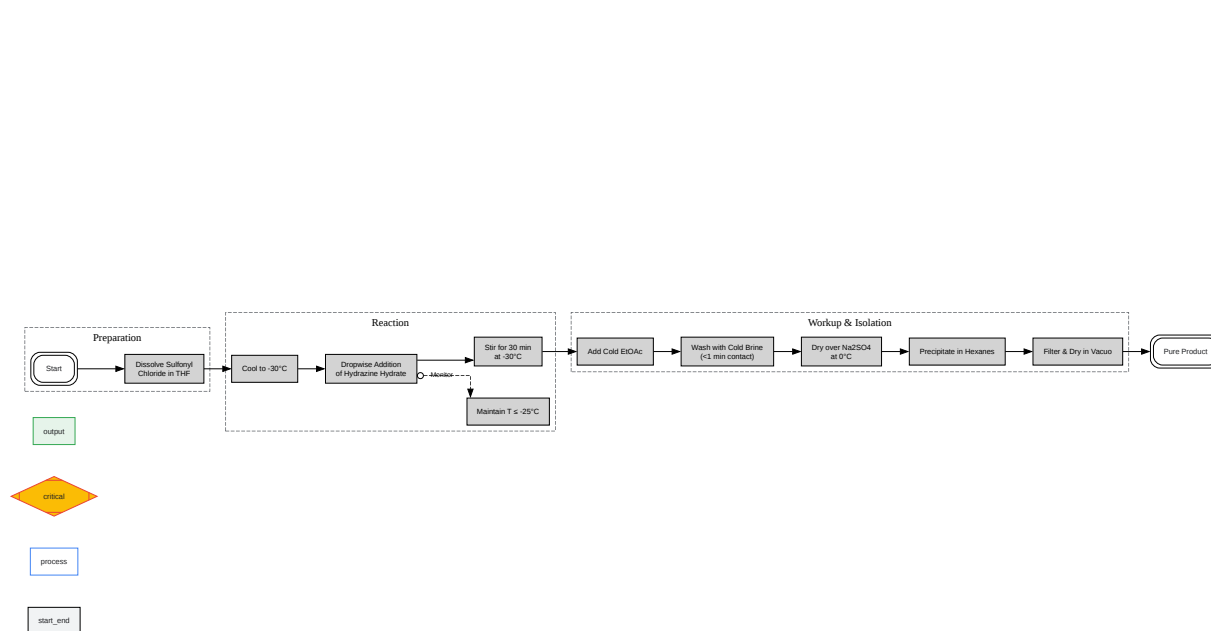 Preparation
Start
Dissolve Sulfonyl
Chloride in THF
Reaction
Cool to -30°C
Dropwise Addition
of Hydrazine Hydrate
Monitor
Stir for 30 min
at -30°C
Maintain T ≤ -25°C
Workup & Isolation
Add Cold EtOAc
Wash with Cold Brine
(<1 min contact)
Dry over Na2SO4
at 0°C
Precipitate in Hexanes
Filter & Dry in Vacuo
Pure Product
output
critical
process
start_end